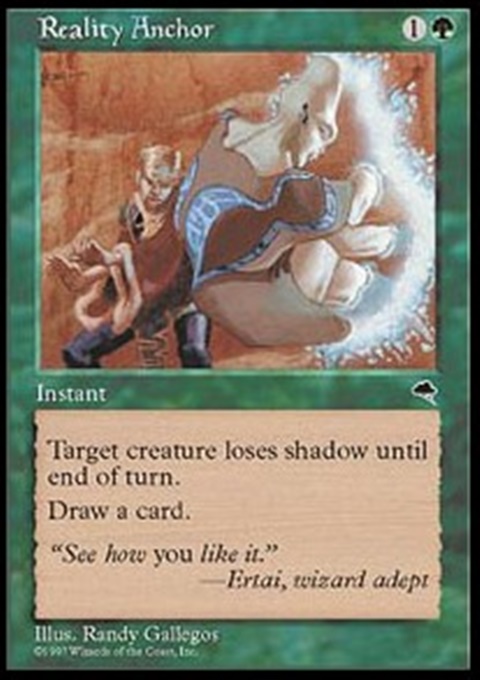 Reality Anchor 1
Instant
Target creature loses shadow until
end of turn.
Draw a card.
“See how you like it.”
—Ertai, wizard adept
Illus. Randy Gallegos
©1997 Wizards of the Coast, Inc.